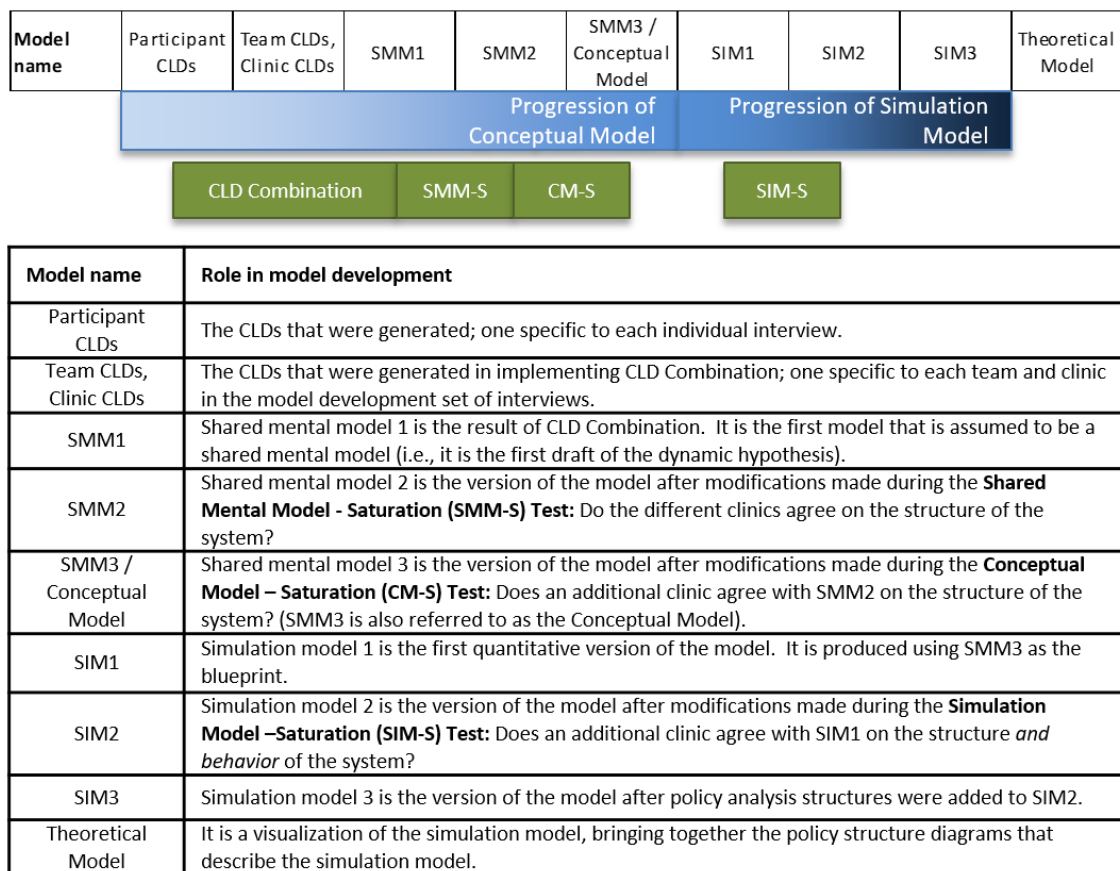 Model name
Participant CLDs
Team CLDs, Clinic CLDs
SMM1
SMM2
SMM3 / Conceptual Model
SIM1
SIM2
SIM3
Theoretical Model
Progression of Conceptual Model
Progression of Simulation Model
CLD Combination
SMM-S
CM-S
SIM-S
Model name
Role in model development
Participant
CLDs
The CLDs that were generated; one specific to each individual interview.
Team CLDs,
Clinic CLDs
The CLDs that were generated in implementing CLD Combination; one specific to each team and clinic
in the model development set of interviews.
SMM1
Shared mental model 1 is the result of CLD Combination.  It is the first model that is assumed to be a
shared mental model (i.e., it is the first draft of the dynamic hypothesis).
SMM2
Shared mental model 2 is the version of the model after modifications made during the Shared
Mental Model - Saturation (SMM-S) Test: Do the different clinics agree on the structure of the
system?
SMM3 /
Conceptual
Model
Shared mental model 3 is the version of the model after modifications made during the Conceptual
Model – Saturation (CM-S) Test: Does an additional clinic agree with SMM2 on the structure of the
system? (SMM3 is also referred to as the Conceptual Model).
SIM1
Simulation model 1 is the first quantitative version of the model.  It is produced using SMM3 as the
blueprint.
SIM2
Simulation model 2 is the version of the model after modifications made during the Simulation
Model –Saturation (SIM-S) Test: Does an additional clinic agree with SIM1 on the structure and
behavior of the system?
SIM3
Simulation model 3 is the version of the model after policy analysis structures were added to SIM2.
Theoretical
Model
It is a visualization of the simulation model, bringing together the policy structure diagrams that
describe the simulation model.